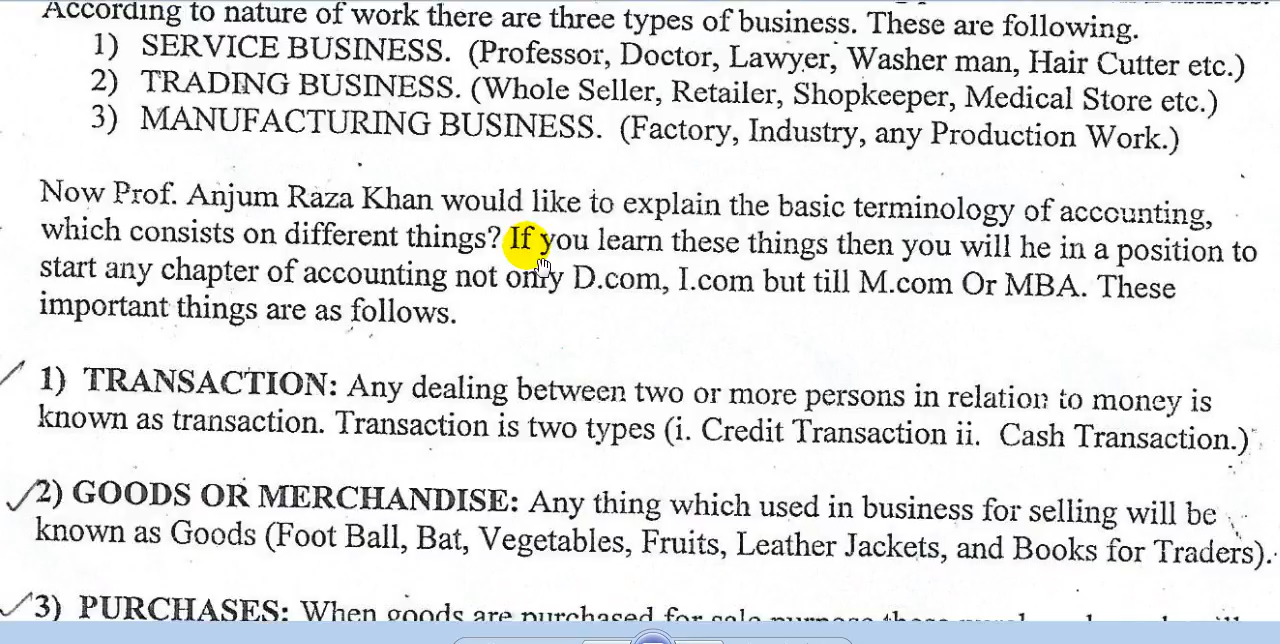 According to nature of work there are three types of business. These are following.
1) SERVICE BUSINESS. (Professor, Doctor, Lawyer, Washer man, Hair Cutter etc.)
2) TRADING BUSINESS. (Whole Seller, Retailer, Shopkeeper, Medical Store etc.)
3) MANUFACTURING BUSINESS. (Factory, Industry, any Production Work.)
Now Prof. Anjum Raza Khan would like to explain the basic terminology of accounting,
which consists on different things? If you learn these things then you will he in a position to
start any chapter of accounting not only D.com, I.com but till M.com Or MBA. These
important things are as follows.
1) TRANSACTION: Any dealing between two or more persons in relation to money is
known as transaction. Transaction is two types (i. Credit Transaction ii. Cash Transaction.)
2) GOODS OR MERCHANDISE: Any thing which used in business for selling will be
known as Goods (Foot Ball, Bat, Vegetables, Fruits, Leather Jackets, and Books for Traders).
3) PURCHASES: When goods are purchased for sale purpose